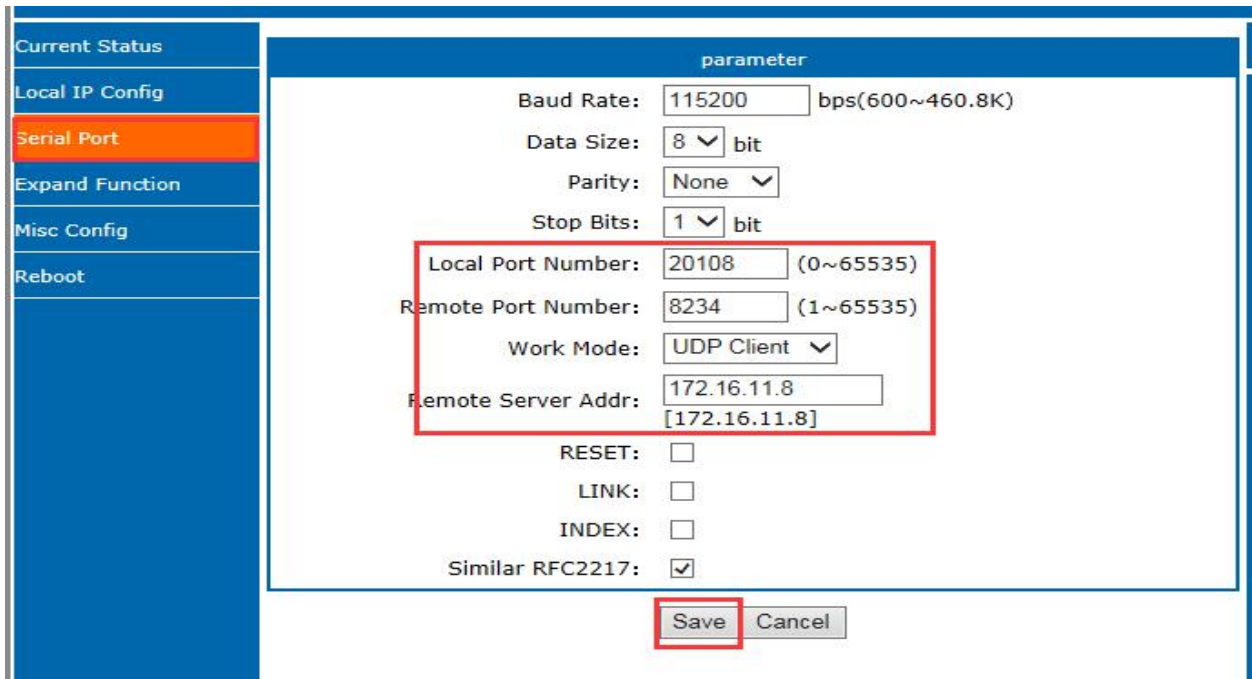 Current Status
Local IP Config
Serial Port
Expand Function
Misc Config
Reboot
parameter
Baud Rate: 115200 bps(600~460.8K)
Data Size: 8 bit
Parity: None
Stop Bits: 1 bit
Local Port Number: 20108 (0~65535)
Remote Port Number: 8234 (1~65535)
Work Mode: UDP Client
Remote Server Addr: 172.16.11.8
[172.16.11.8]
RESET:
LINK:
INDEX:
Similar RFC2217:
Save Cancel